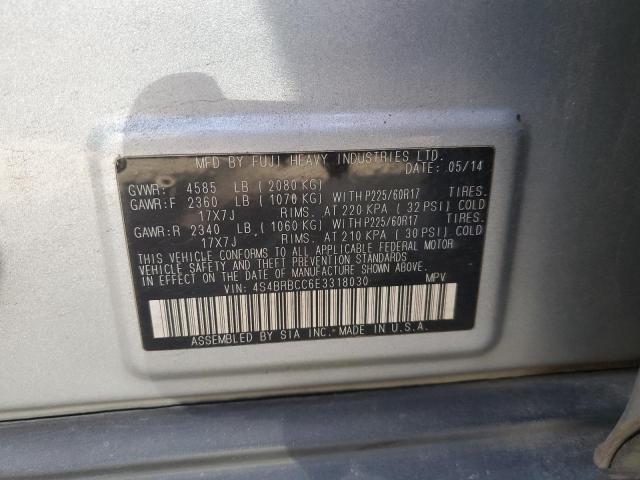 MFD BY FUJI HEAVY INDUSTRIES LTD.
DATE: 05/14
GVWR: 4585 LB ( 2080 KG)
GAWR:F 2360 LB ( 1070 KG) WITH P225/60R17 TIRES.
17X7J RIMS. AT 220 KPA ( 32 PSI) COLD
GAWR:R 2340 LB ( 1060 KG) WITH P225/60R17 TIRES.
17X7J RIMS. AT 210 KPA ( 30 PSI) COLD
THIS VEHICLE CONFORMS TO ALL APPLICABLE FEDERAL MOTOR
VEHICLE SAFETY AND THEFT PREVENTION STANDARDS IN EFFECT
ON THE DATE OF MANUFACTURE SHOWN ABOVE.
VIN: 4S4BRBCC6E3318030 MPV
ASSEMBLED BY SIA INC. MADE IN U.S.A.